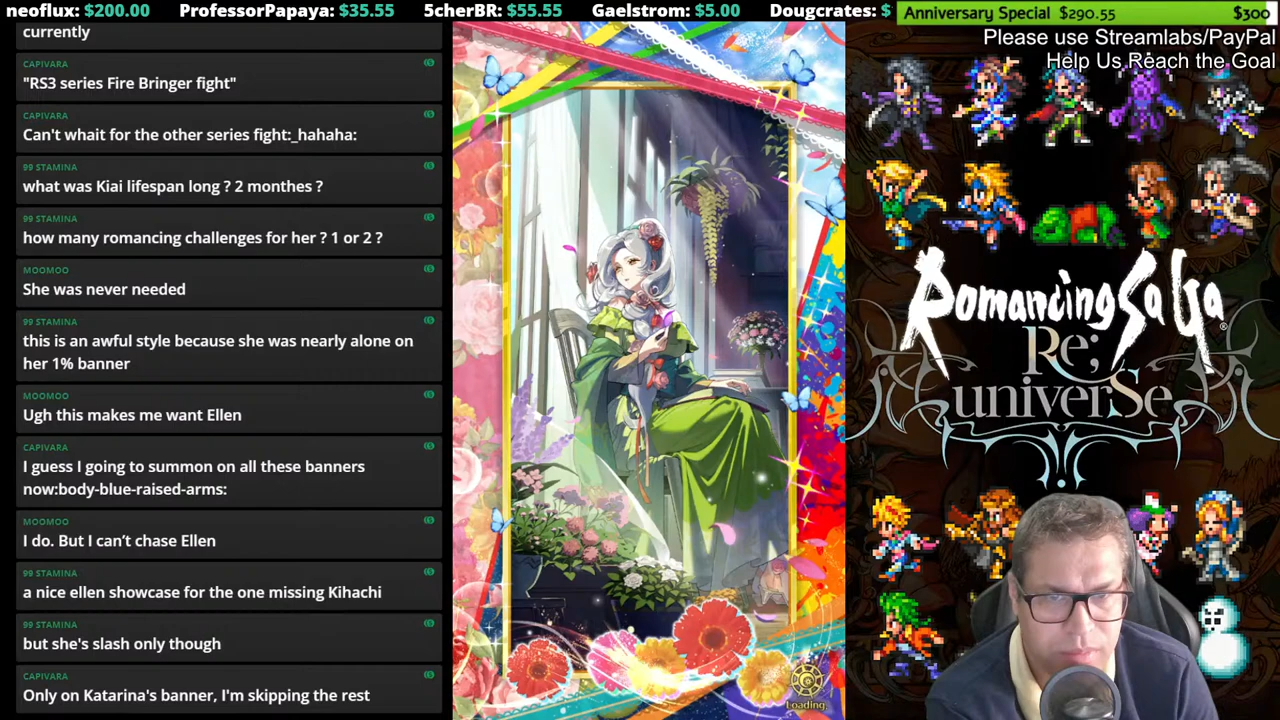 neoflux: $200.00 ProfessorPapaya: $35.55 5cherBR: $55.55 Gaelstrom: $5.00 Dougcrates: $
Anniversary Special $290.55 $300
Please use Streamlabs/PayPal
Help Us Reach the Goal
currently
CAPIVARA
"RS3 series Fire Bringer fight"
CAPIVARA
Can't whait for the other series fight:_hahaha:
99 STAMINA
what was Kiai lifespan long ? 2 monthes ?
99 STAMINA
how many romancing challenges for her ? 1 or 2 ?
MOOMOO
She was never needed
99 STAMINA
this is an awful style because she was nearly alone on
her 1% banner
MOOMOO
Ugh this makes me want Ellen
CAPIVARA
I guess I going to summon on all these banners
now:body-blue-raised-arms:
MOOMOO
I do. But I can't chase Ellen
99 STAMINA
a nice ellen showcase for the one missing Kihachi
99 STAMINA
but she's slash only though
CAPIVARA
Only on Katarina's banner, I'm skipping the rest
Loading.
Romancing SaGa
Re;
universe